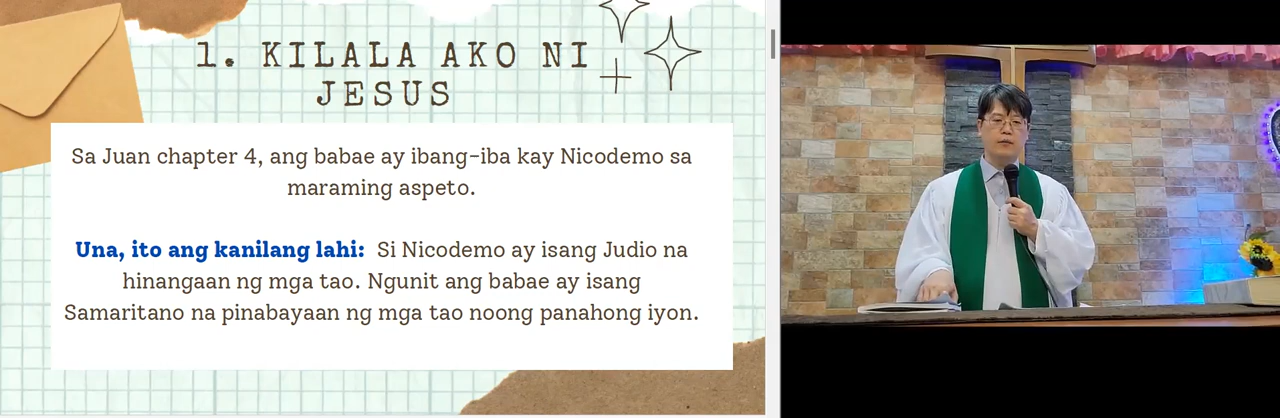 1. KILALA AKO NI
JESUS
Sa Juan chapter 4, ang babae ay ibang-iba kay Nicodemo sa
maraming aspeto.
Una, ito ang kanilang lahi: Si Nicodemo ay isang Judio na
hinangaan ng mga tao. Ngunit ang babae ay isang
Samaritano na pinabayaan ng mga tao noong panahong iyon.